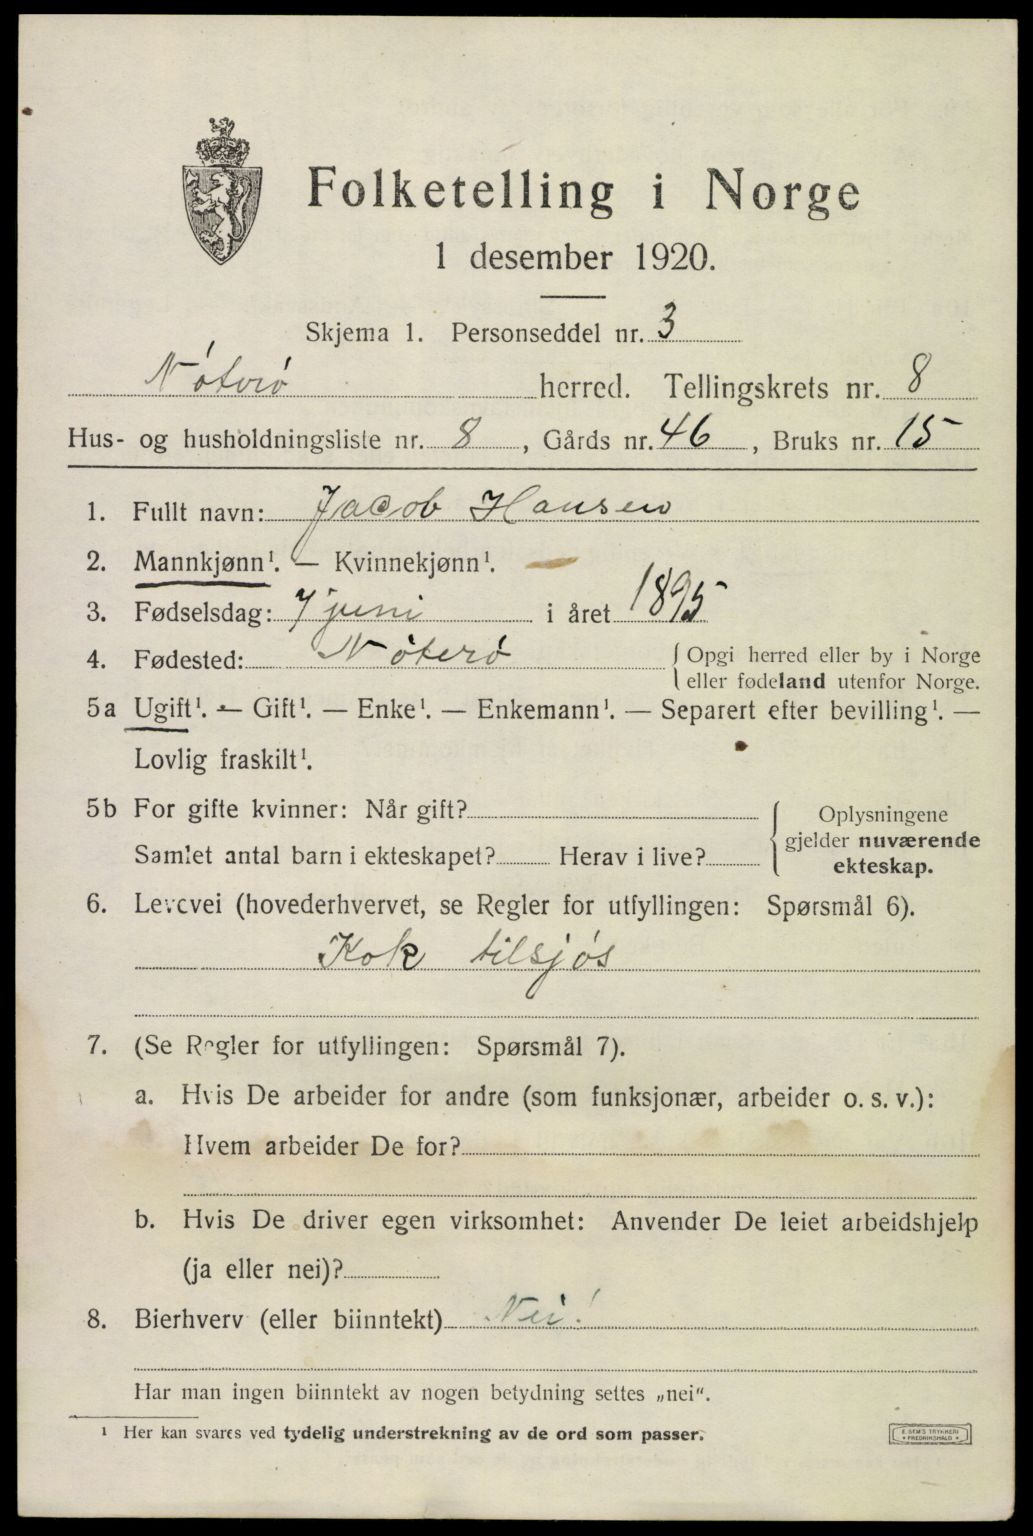 Folketelling i Norge
1 desember 1920.
Skjema 1. Personseddel nr. 3
Nöterö herred. Tellingskrets nr. 8
Hus- og husholdningsliste nr. 8, Gårds nr. 46, Bruks nr. 15
1. Fullt navn: Jacob Hansen
2. Mannkjønn¹. — Kvinnekjønn¹.
3. Fødselsdag: 7 juni i året 1895
4. Fødested: Nöterö { Opgi herred eller by i Norge
eller fødeland utenfor Norge.
5a Ugift¹. — Gift¹. — Enke¹. — Enkemann¹. — Separert efter bevilling¹. —
Lovlig fraskilt¹.
5b For gifte kvinner: Når gift?
Samlet antal barn i ekteskapet? Herav i live?
Oplysningene
gjelder nuværende
ekteskap.
6. Levevei (hovederhvervet, se Regler for utfyllingen: Spørsmål 6).
Kok tilsjøs
7. (Se Regler for utfyllingen: Spørsmål 7).
a. Hvis De arbeider for andre (som funksjonær, arbeider o. s. v.):
Hvem arbeider De for?
b. Hvis De driver egen virksomhet: Anvender De leiet arbeidshjelp
(ja eller nei)?
8. Bierhverv (eller biinntekt) Nei!
Har man ingen biinntekt av nogen betydning settes „nei".
¹ Her kan svares ved tydelig understrekning av de ord som passer.
E. SEM'S TRYKKERI
FREDRIKSHALD